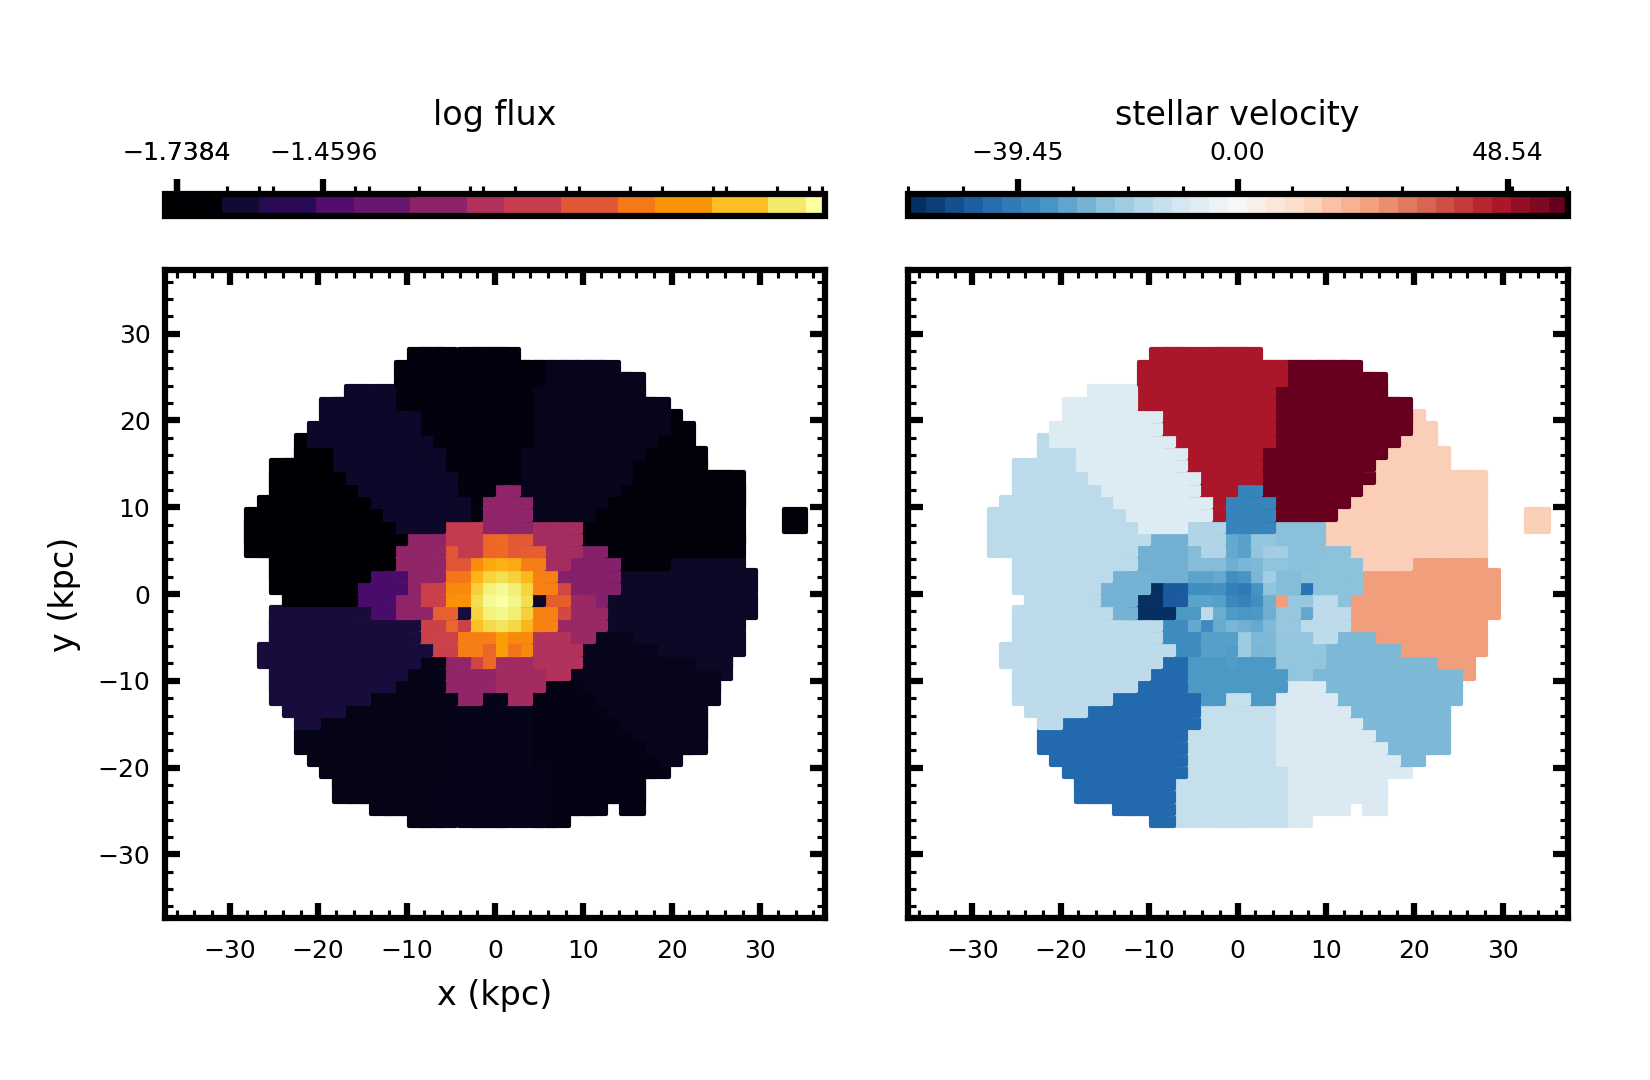 log flux
stellar velocity
−1.7384 −1.4596
−39.45 0.00 48.54
30
20
10
0
−10
−20
−30
y (kpc)
−30 −20 −10 0 10 20 30
−30 −20 −10 0 10 20 30
x (kpc)